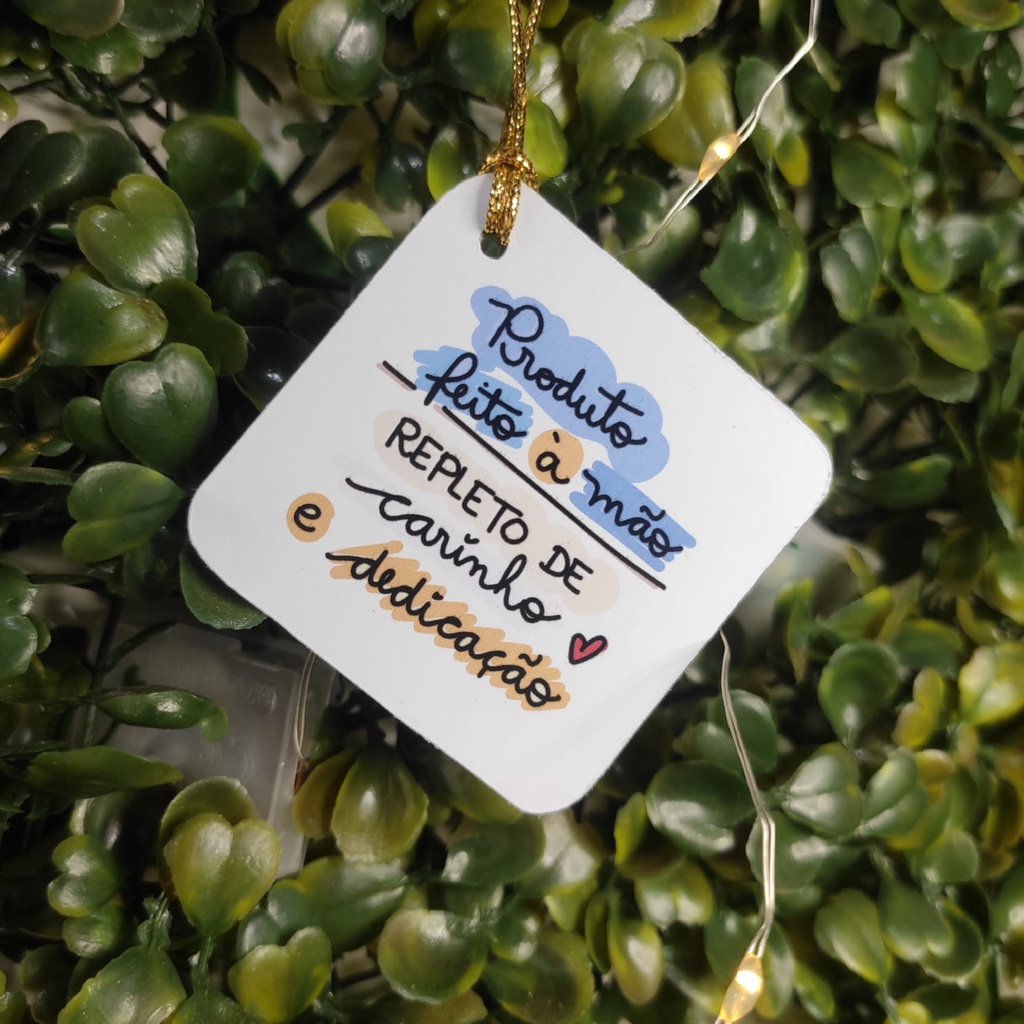 Produto
feito à mão
REPLETO DE
carinho
e dedicação